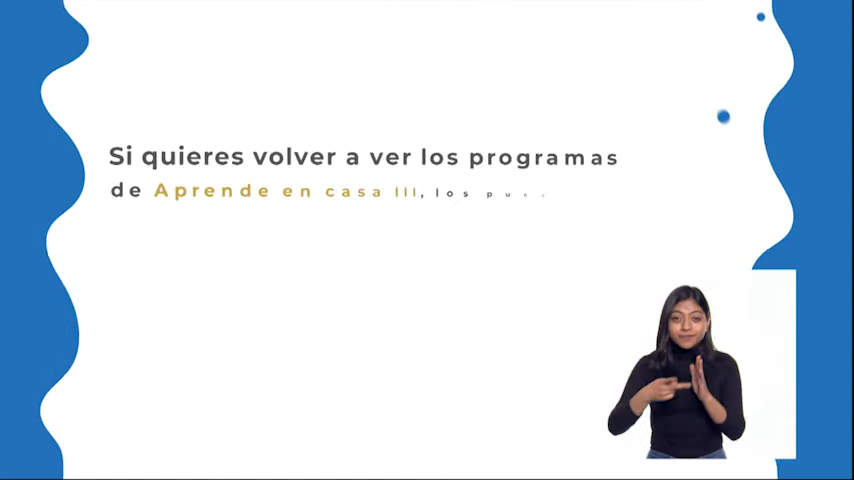 Si quieres volver a ver los programas
de Aprende en casa III, los